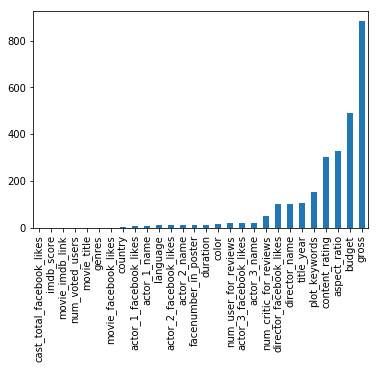 800
600
400
200
0
cast_total_facebook_likes
imdb_score
movie_imdb_link
num_voted_users
movie_title
genres
movie_facebook_likes
country
actor_1_facebook_likes
actor_1_name
language
actor_2_facebook_likes
actor_2_name
facenumber_in_poster
duration
color
num_user_for_reviews
actor_3_facebook_likes
actor_3_name
num_critic_for_reviews
director_facebook_likes
director_name
title_year
plot_keywords
content_rating
aspect_ratio
budget
gross